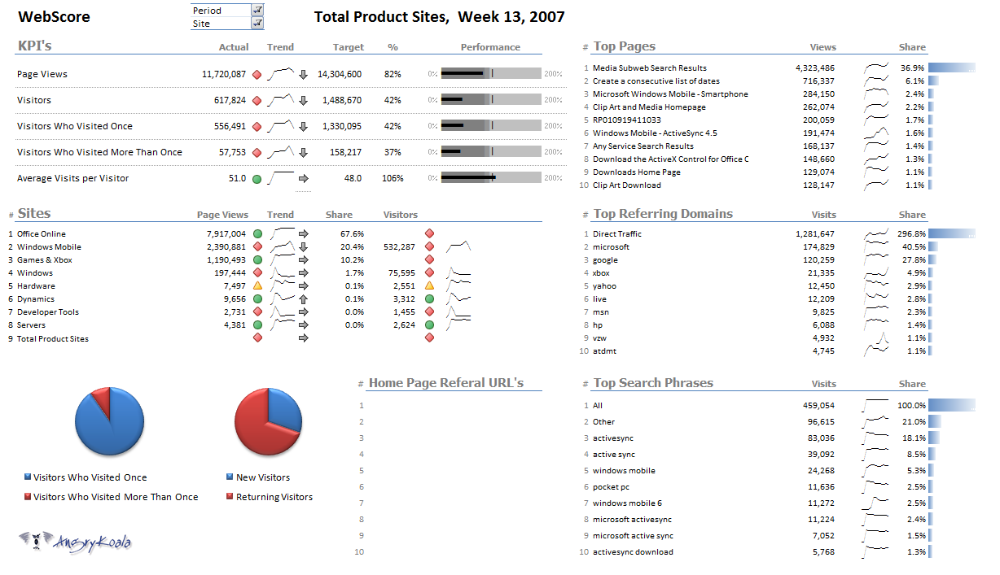 WebScore
Period
Site
Total Product Sites, Week 13, 2007
KPI's Actual Trend Target % Performance
Page Views 11,720,087 14,304,600 82% 0% 200%
Visitors 617,824 1,488,670 42% 0% 200%
Visitors Who Visited Once 556,491 1,330,095 42% 0% 200%
Visitors Who Visited More Than Once 57,753 158,217 37% 0% 200%
Average Visits per Visitor 51.0 48.0 106% 0% 200%
# Top Pages Views Share
1 Media Subweb Search Results 4,323,486 36.9%
2 Create a consecutive list of dates 716,337 6.1%
3 Microsoft Windows Mobile - Smartphone 284,150 2.4%
4 Clip Art and Media Homepage 262,074 2.2%
5 RP010919411033 200,059 1.7%
6 Windows Mobile - ActiveSync 4.5 191,474 1.6%
7 Any Service Search Results 168,137 1.4%
8 Download the ActiveX Control for Office C 148,660 1.3%
9 Downloads Home Page 129,074 1.1%
10 Clip Art Download 128,147 1.1%
# Sites Page Views Trend Share Visitors
1 Office Online 7,917,004 67.6%
2 Windows Mobile 2,390,881 20.4% 532,287
3 Games & Xbox 1,190,493 10.2%
4 Windows 197,444 1.7% 75,595
5 Hardware 7,497 0.1% 2,551
6 Dynamics 9,656 0.1% 3,312
7 Developer Tools 2,731 0.0% 1,455
8 Servers 4,381 0.0% 2,624
9 Total Product Sites
# Top Referring Domains Visits Share
1 Direct Traffic 1,281,647 296.8%
2 microsoft 174,829 40.5%
3 google 120,259 27.8%
4 xbox 21,335 4.9%
5 yahoo 12,450 2.9%
6 live 12,209 2.8%
7 msn 9,825 2.3%
8 hp 6,088 1.4%
9 vzw 4,932 1.1%
10 atdmt 4,745 1.1%
Visitors Who Visited Once
Visitors Who Visited More Than Once
New Visitors
Returning Visitors
AngryKoala
# Home Page Referal URL's
1
2
3
4
5
6
7
8
9
10
# Top Search Phrases Visits Share
1 All 459,054 100.0%
2 Other 96,615 21.0%
3 activesync 83,036 18.1%
4 active sync 39,092 8.5%
5 windows mobile 24,268 5.3%
6 pocket pc 11,636 2.5%
7 windows mobile 6 11,272 2.5%
8 microsoft activesync 11,224 2.4%
9 microsoft active sync 7,052 1.5%
10 activesync download 5,768 1.3%